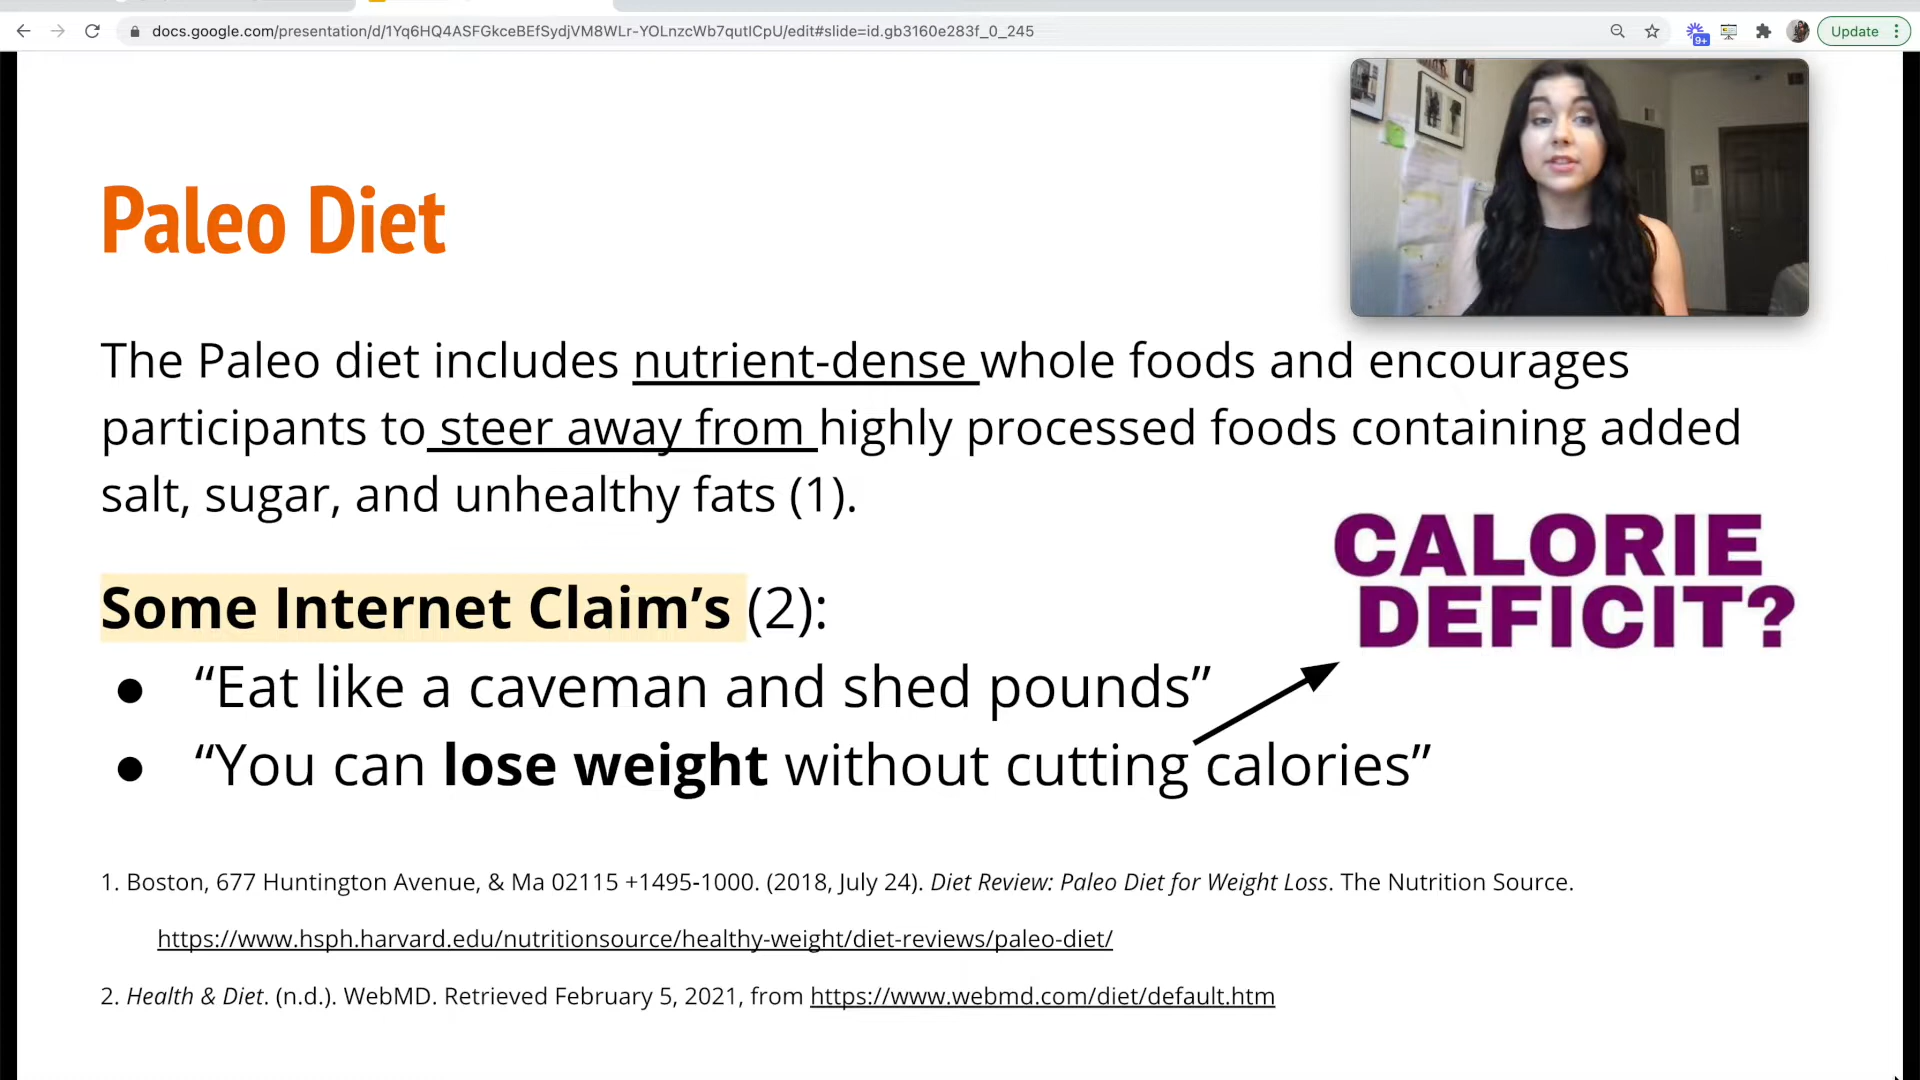 docs.google.com/presentation/d/1Yq6HQ4ASFGkceBEfSydjVM8WLr-YOLnzcWb7qutICpU/edit#slide=id.gb3160e283f_0_245
9+
Update
Paleo Diet
The Paleo diet includes nutrient-dense whole foods and encourages
participants to steer away from highly processed foods containing added
salt, sugar, and unhealthy fats (1).
CALORIE
DEFICIT?
Some Internet Claim’s (2):
● “Eat like a caveman and shed pounds”
● “You can lose weight without cutting calories”
1. Boston, 677 Huntington Avenue, & Ma 02115 +1495‑1000. (2018, July 24). Diet Review: Paleo Diet for Weight Loss. The Nutrition Source.
https://www.hsph.harvard.edu/nutritionsource/healthy-weight/diet-reviews/paleo-diet/
2. Health & Diet. (n.d.). WebMD. Retrieved February 5, 2021, from https://www.webmd.com/diet/default.htm